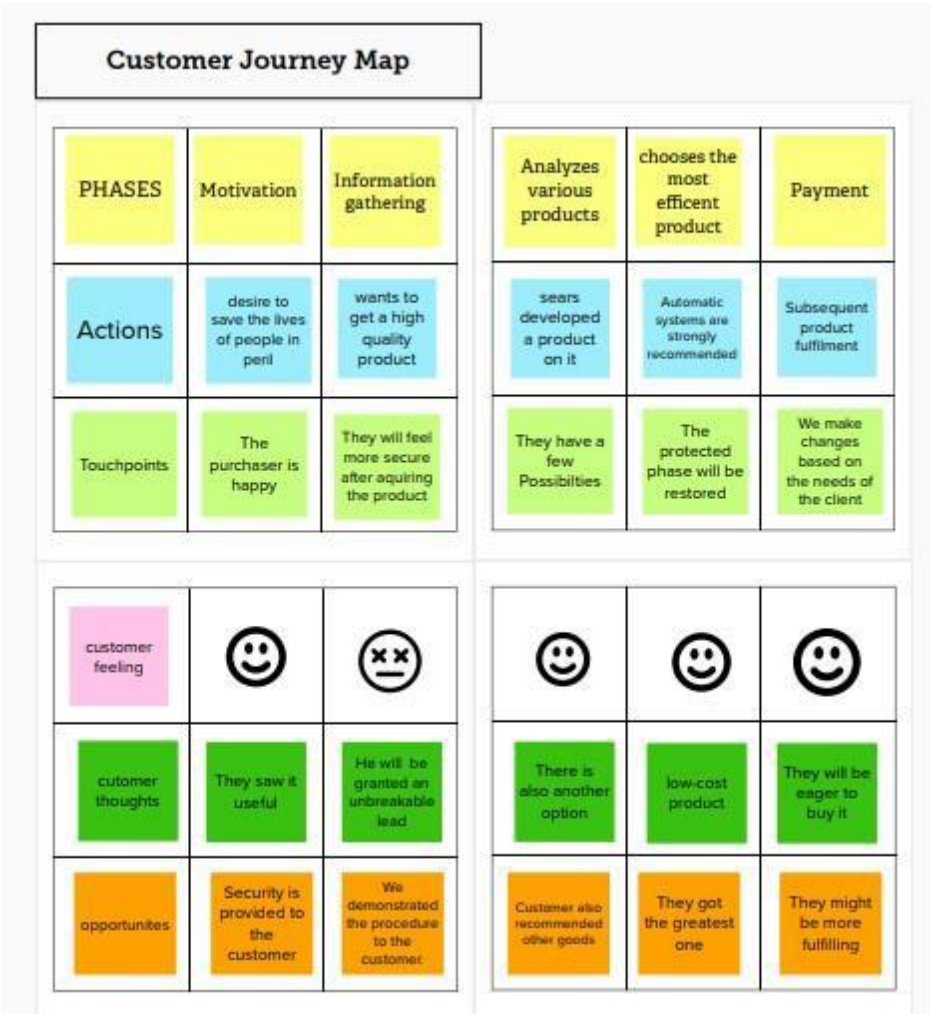 Customer Journey Map
PHASES
Motivation
Information
gathering
Analyzes
various
products
chooses the
most
efficent
product
Payment
Actions
desire to
save the lives
of people in
peril
wants to
get a high
quality
product
sears
developed
a product
on it
Automatic
systems are
strongly
recommended
Subsequent
product
fulfilment
Touchpoints
The
purchaser is
happy
They will feel
more secure
after aquiring
the product
They have a
few
Possibilties
The
protected
phase will be
restored
We make
changes
based on
the needs of
the client
customer
feeling
cutomer
thoughts
They saw it
useful
He will be
granted an
unbreakable
lead
There is
also another
option
low-cost
product
They will be
eager to
buy it
opportunites
Security is
provided to
the
customer
We
demonstrated
the procedure
to the
customer.
Customer also
recommended
other goods
They got
the greatest
one
They might
be more
fulfilling